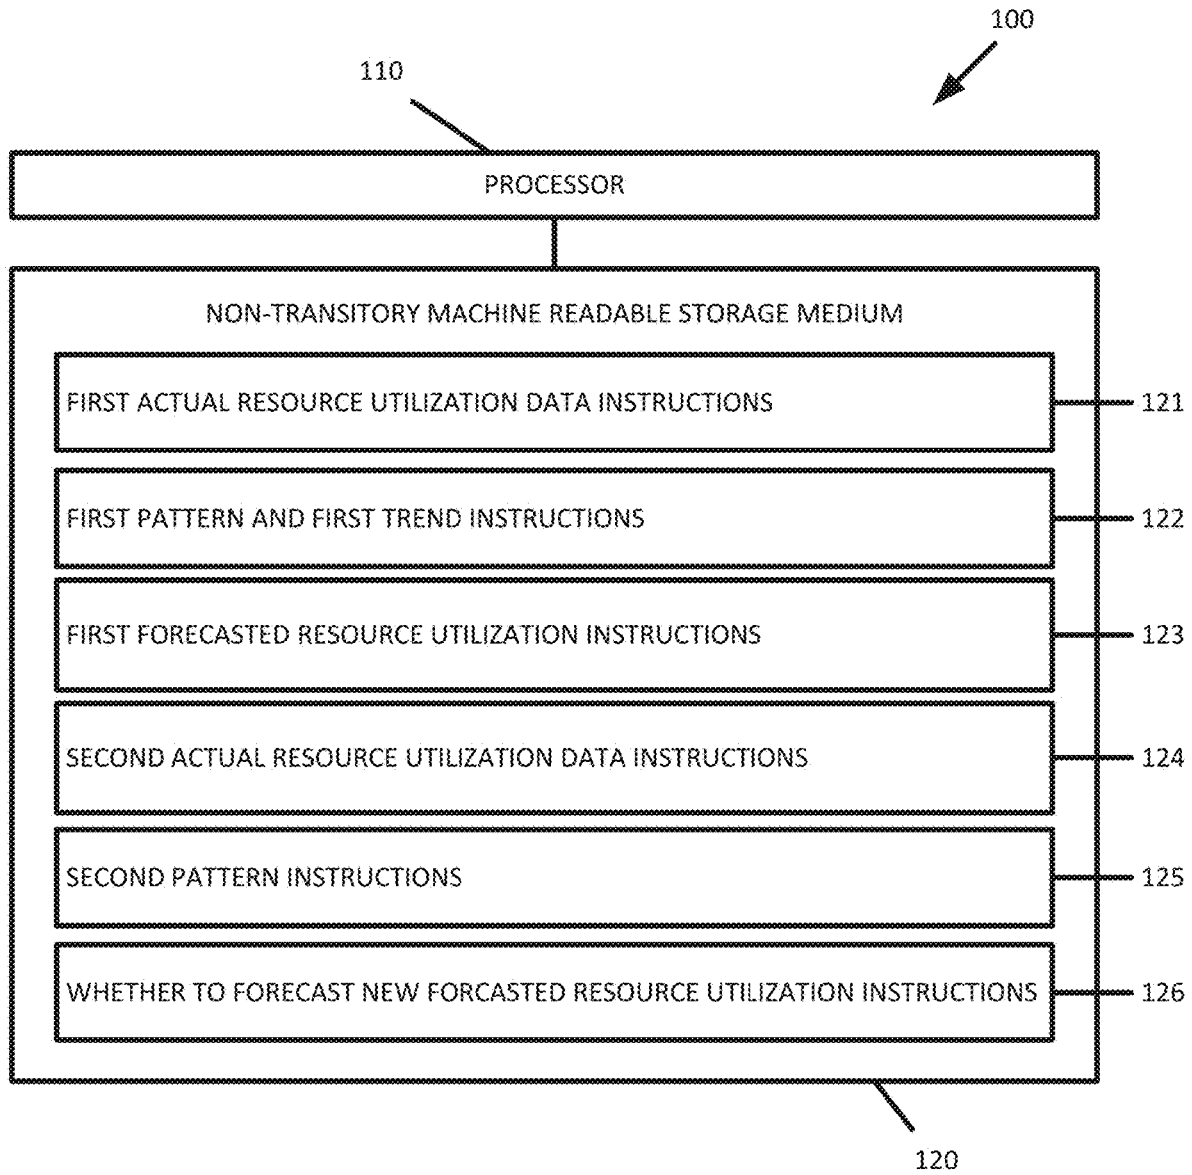 100
110
PROCESSOR
NON-TRANSITORY MACHINE READABLE STORAGE MEDIUM
FIRST ACTUAL RESOURCE UTILIZATION DATA INSTRUCTIONS
121
FIRST PATTERN AND FIRST TREND INSTRUCTIONS
122
FIRST FORECASTED RESOURCE UTILIZATION INSTRUCTIONS
123
SECOND ACTUAL RESOURCE UTILIZATION DATA INSTRUCTIONS
124
SECOND PATTERN INSTRUCTIONS
125
WHETHER TO FORECAST NEW FORCASTED RESOURCE UTILIZATION INSTRUCTIONS
126
120